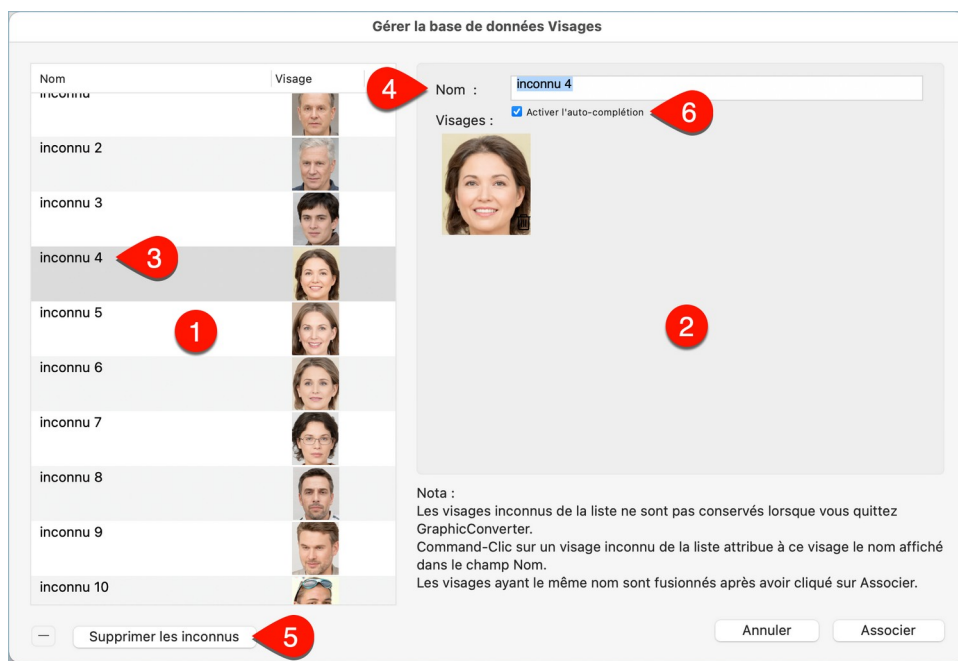 Gérer la base de données Visages
Nom Visage
inconnu
inconnu 2
inconnu 3
inconnu 4
3
inconnu 5
1
inconnu 6
inconnu 7
inconnu 8
inconnu 9
inconnu 10
Supprimer les inconnus
5
4
Nom :
inconnu 4
Activer l'auto-complétion
6
Visages :
2
Nota :
Les visages inconnus de la liste ne sont pas conservés lorsque vous quittez
GraphicConverter.
Command-Clic sur un visage inconnu de la liste attribue à ce visage le nom affiché
dans le champ Nom.
Les visages ayant le même nom sont fusionnés après avoir cliqué sur Associer.
Annuler
Associer